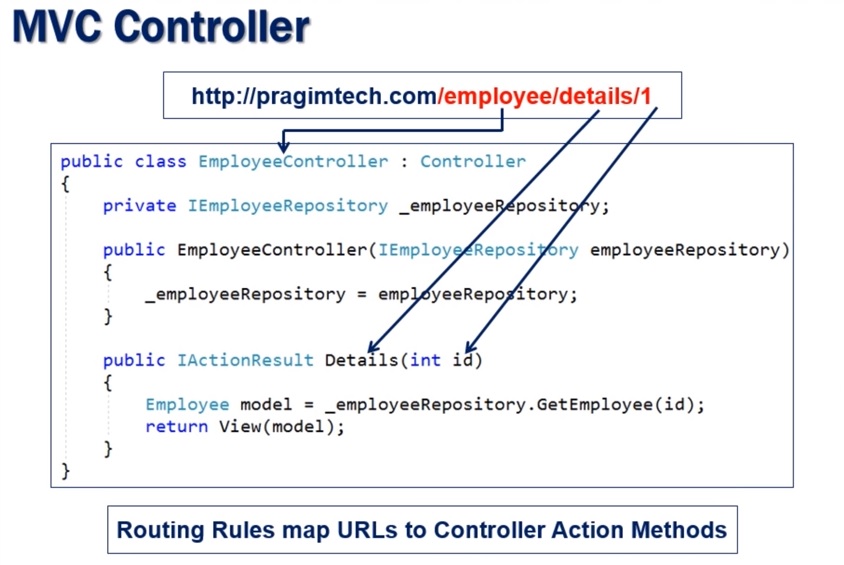 MVC Controller
http://pragimtech.com/employee/details/1
public class EmployeeController : Controller
{
private IEmployeeRepository _employeeRepository;
public EmployeeController(IEmployeeRepository employeeRepository)
{
_employeeRepository = employeeRepository;
}
public IActionResult Details(int id)
{
Employee model = _employeeRepository.GetEmployee(id);
return View(model);
}
}
Routing Rules map URLs to Controller Action Methods